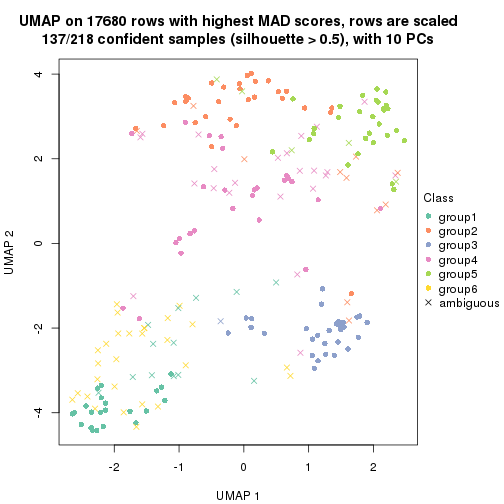 UMAP on 17680 rows with highest MAD scores, rows are scaled
137/218 confident samples (silhouette > 0.5), with 10 PCs
4
2
0
-2
-4
UMAP 2
-2
-1
0
1
2
UMAP 1
Class
group1
group2
group3
group4
group5
group6
ambiguous